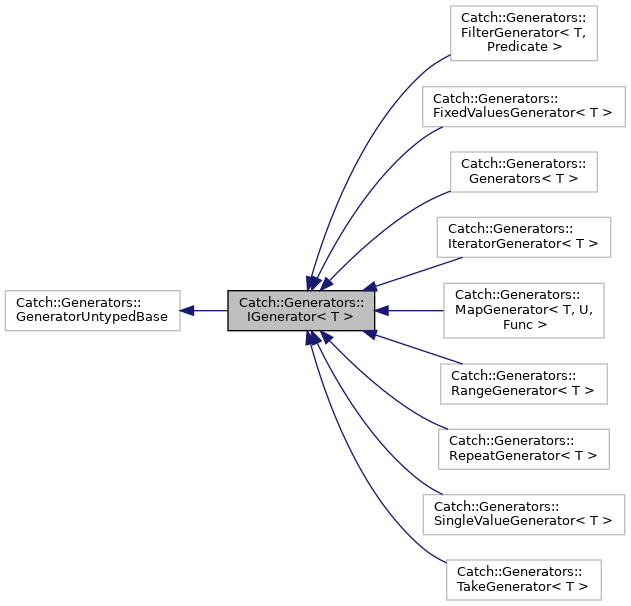 Catch::Generators::
FilterGenerator< T,
Predicate >
Catch::Generators::
FixedValuesGenerator< T >
Catch::Generators::
Generators< T >
Catch::Generators::
IteratorGenerator< T >
Catch::Generators::
GeneratorUntypedBase
Catch::Generators::
IGenerator< T >
Catch::Generators::
MapGenerator< T, U,
Func >
Catch::Generators::
RangeGenerator< T >
Catch::Generators::
RepeatGenerator< T >
Catch::Generators::
SingleValueGenerator< T >
Catch::Generators::
TakeGenerator< T >